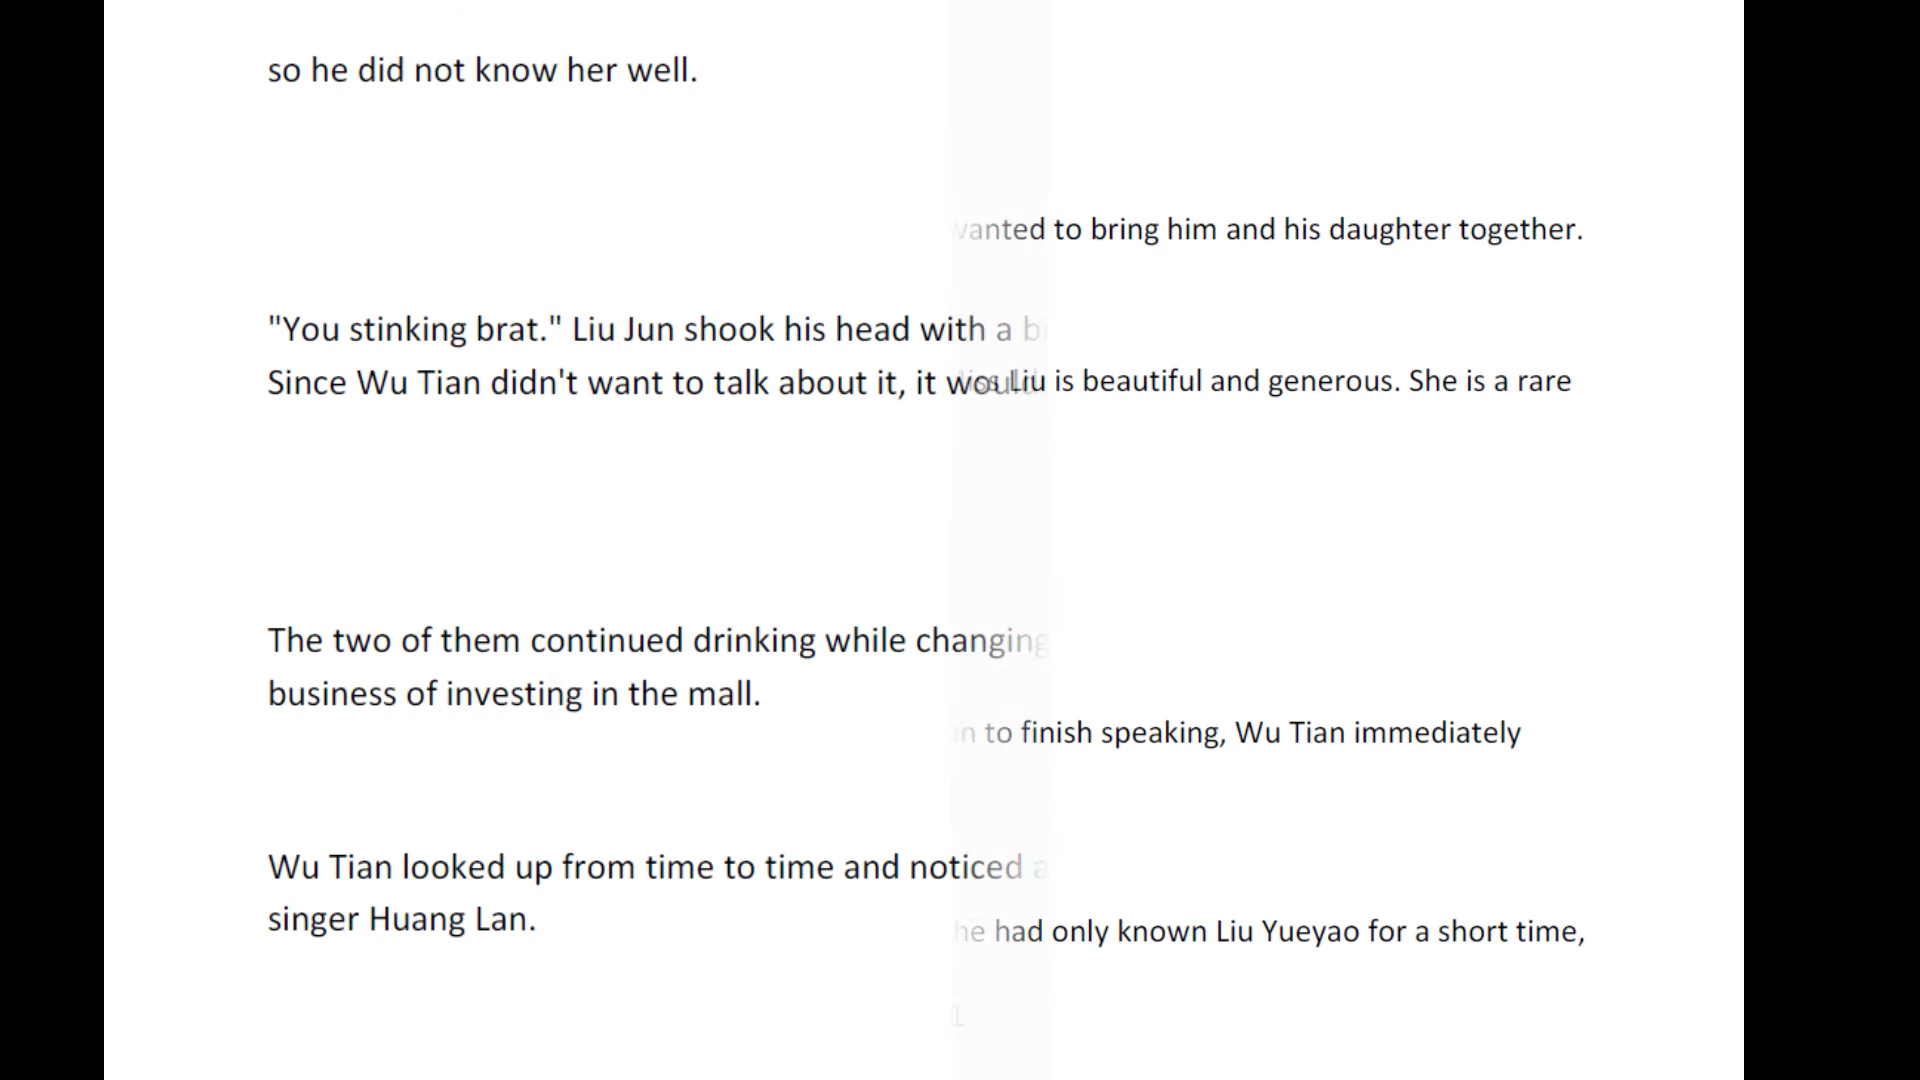 so he did not know her well.
wanted to bring him and his daughter together.
"You stinking brat." Liu Jun shook his head with a
Since Wu Tian didn't want to talk about it, it would
Liu is beautiful and generous. She is a rare
The two of them continued drinking while changing
business of investing in the mall.
to finish speaking, Wu Tian immediately
Wu Tian looked up from time to time and noticed
singer Huang Lan.
he had only known Liu Yueyao for a short time,